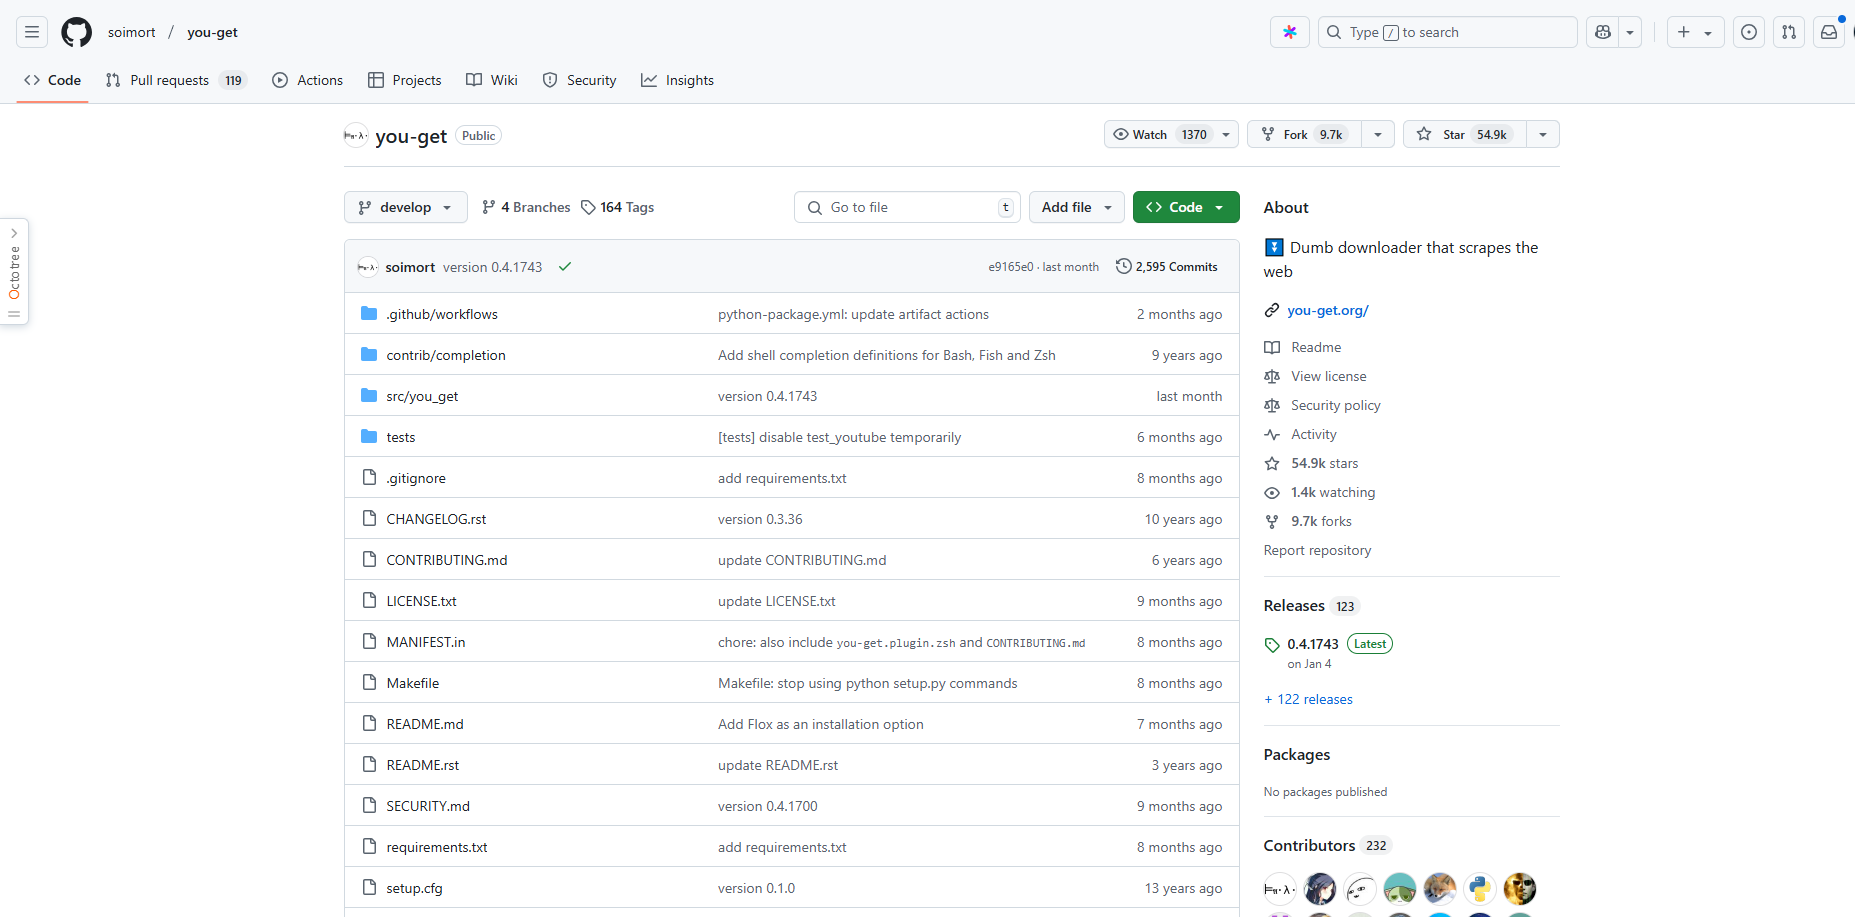 soimort / you-get
Type / to search
Code
Pull requests 119
Actions
Projects
Wiki
Security
Insights
you-get Public
Watch 1370
Fork 9.7k
Star 54.9k
develop
4 Branches
164 Tags
Go to file t
Add file
Code
Octotree
soimort version 0.4.1743
e9165e0 · last month
2,595 Commits
.github/workflows python-package.yml: update artifact actions 2 months ago
contrib/completion Add shell completion definitions for Bash, Fish and Zsh 9 years ago
src/you_get version 0.4.1743 last month
tests [tests] disable test_youtube temporarily 6 months ago
.gitignore add requirements.txt 8 months ago
CHANGELOG.rst version 0.3.36 10 years ago
CONTRIBUTING.md update CONTRIBUTING.md 6 years ago
LICENSE.txt update LICENSE.txt 9 months ago
MANIFEST.in chore: also include you-get.plugin.zsh and CONTRIBUTING.md 8 months ago
Makefile Makefile: stop using python setup.py commands 8 months ago
README.md Add Flox as an installation option 7 months ago
README.rst update README.rst 3 years ago
SECURITY.md version 0.4.1700 9 months ago
requirements.txt add requirements.txt 8 months ago
setup.cfg version 0.1.0 13 years ago
About
⏬ Dumb downloader that scrapes the
web
you-get.org/
Readme
View license
Security policy
Activity
54.9k stars
1.4k watching
9.7k forks
Report repository
Releases 123
0.4.1743 Latest
on Jan 4
+ 122 releases
Packages
No packages published
Contributors 232